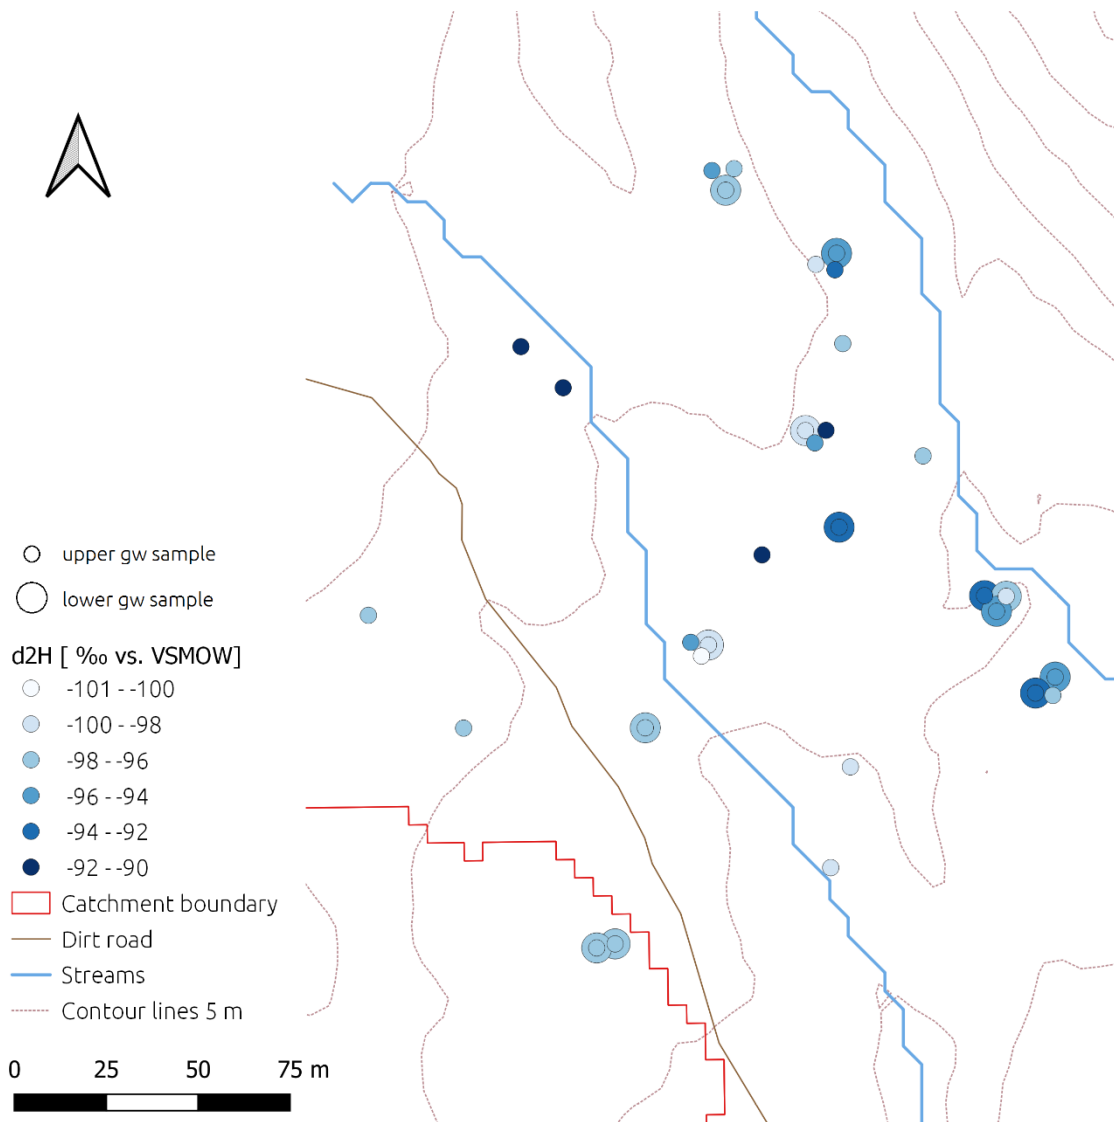 upper gw sample
lower gw sample
d2H [ ‰ vs. VSMOW]
-101 - -100
-100 - -98
-98 - -96
-96 - -94
-94 - -92
-92 - -90
Catchment boundary
Dirt road
Streams
Contour lines 5 m
0 25 50 75 m